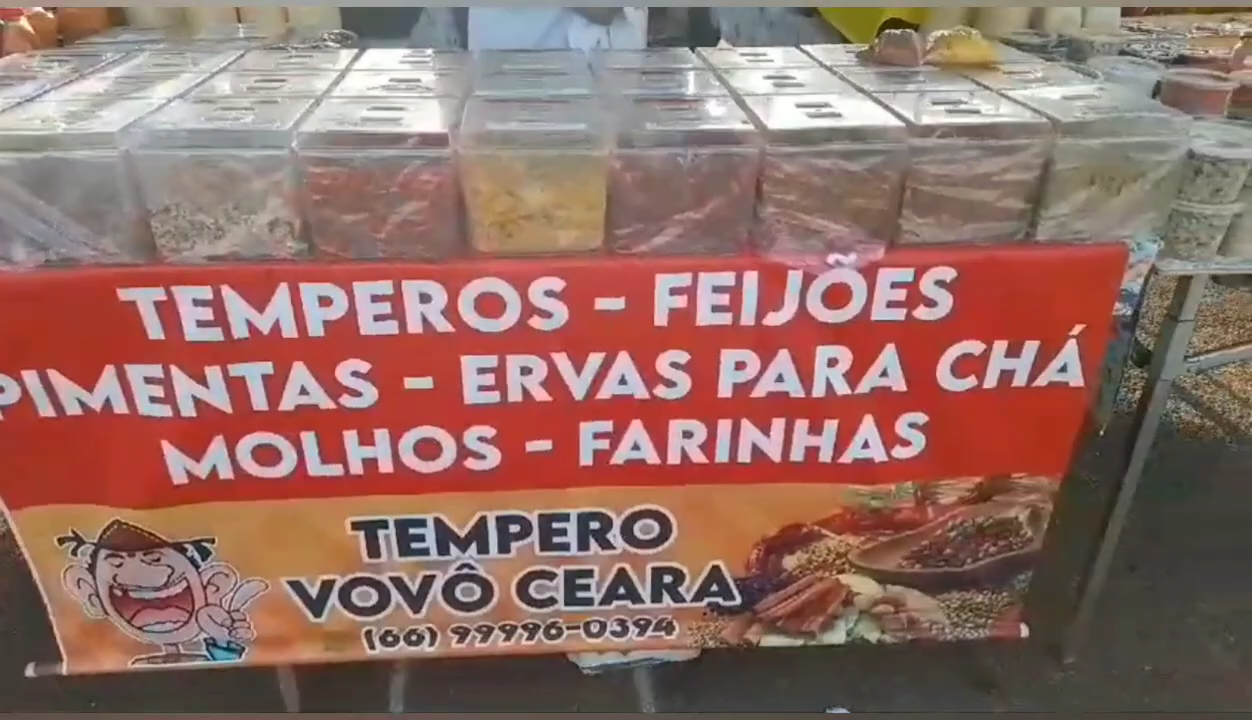 TEMPEROS - FEIJÕES
PIMENTAS - ERVAS PARA CHÁ
MOLHOS - FARINHAS
TEMPERO
VOVÔ CEARA
(66) 99996-0394